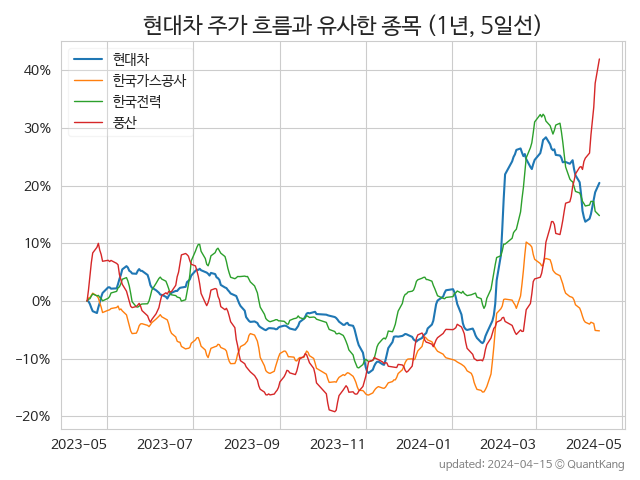 현대차 주가 흐름과 유사한 종목 (1년, 5일선)
현대차
한국가스공사
한국전력
풍산
40%
30%
20%
10%
0%
−10%
−20%
2023-05 2023-07 2023-09 2023-11 2024-01 2024-03 2024-05
updated: 2024-04-15 © QuantKang